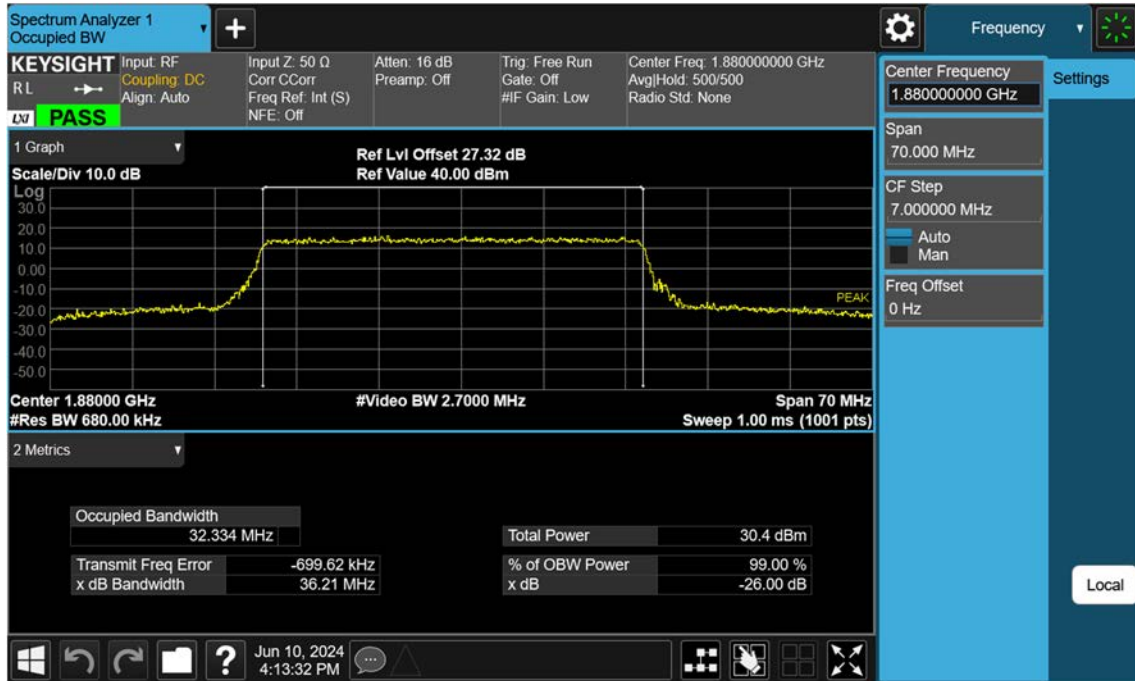 Spectrum Analyzer 1
Occupied BW
+
Frequency
KEYSIGHT
R L
LXI PASS
Input: RF
Coupling: DC
Align: Auto
Input Z: 50 Ω
Corr CCorr
Freq Ref: Int (S)
NFE: Off
Atten: 16 dB
Preamp: Off
Trig: Free Run
Gate: Off
#IF Gain: Low
Center Freq: 1.880000000 GHz
Avg|Hold: 500/500
Radio Std: None
Center Frequency
1.880000000 GHz
Settings
Span
70.000 MHz
CF Step
7.000000 MHz
Auto
Man
Freq Offset
0 Hz
Local
1 Graph
Scale/Div 10.0 dB
Ref Lvl Offset 27.32 dB
Ref Value 40.00 dBm
Log
30.0
20.0
10.0
0.00
-10.0
-20.0
-30.0
-40.0
-50.0
PEAK
Center 1.88000 GHz
#Video BW 2.7000 MHz
Span 70 MHz
#Res BW 680.00 kHz
Sweep 1.00 ms (1001 pts)
2 Metrics
Occupied Bandwidth
32.334 MHz
Total Power 30.4 dBm
Transmit Freq Error -699.62 kHz
% of OBW Power 99.00 %
x dB Bandwidth 36.21 MHz
x dB -26.00 dB
?
Jun 10, 2024
4:13:32 PM